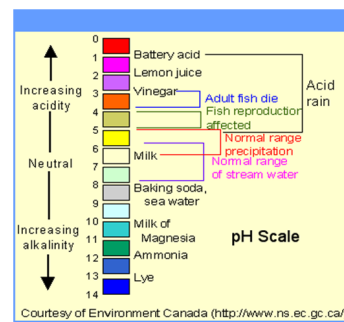 0
Battery acid
1
Lemon juice
2
Vinegar
3
Adult fish die
Fish reproduction
affected
4
5
Normal range
precipitation
6
Milk
Normal range
of stream water
7
8
Baking soda,
sea water
9
10
Milk of
Magnesia
11
Ammonia
12
13
Lye
14
Increasing
acidity
Neutral
Increasing
alkalinity
Acid
rain
pH Scale
Courtesy of Environment Canada (http://www.ns.ec.gc.ca/